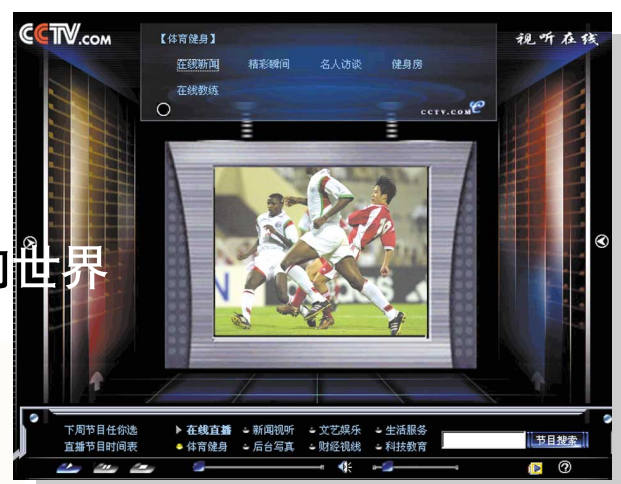 CCTV.COM
视听在线
【体育健身】
在线新闻 精彩瞬间 名人访谈 健身房
在线教练
CCTV.COM
的世界
下周节目任你选 在线直播 新闻视听 文艺娱乐 生活服务
直播节目时间表 体育健身 后台写真 财经视线 科技教育
节目搜索